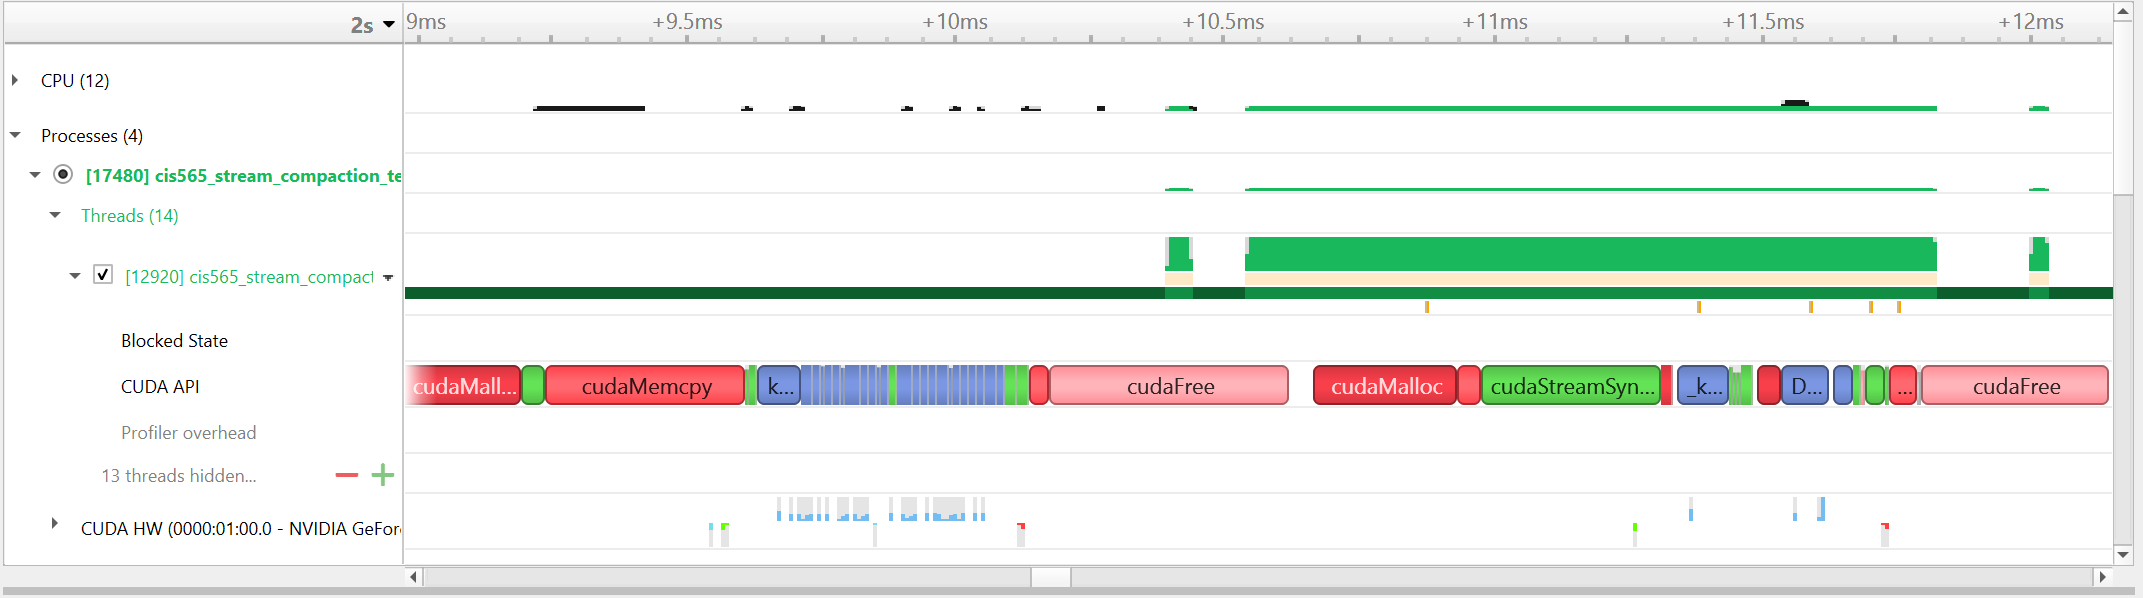 2s 9ms +9.5ms +10ms +10.5ms +11ms +11.5ms +12ms
CPU (12)
Processes (4)
[17480] cis565_stream_compaction_te
Threads (14)
[12920] cis565_stream_compact
Blocked State
CUDA API cudaMall... cudaMemcpy k... cudaFree cudaMalloc cudaStreamSyn... _k... D... ... cudaFree
Profiler overhead
13 threads hidden...
CUDA HW (0000:01:00.0 - NVIDIA GeFor